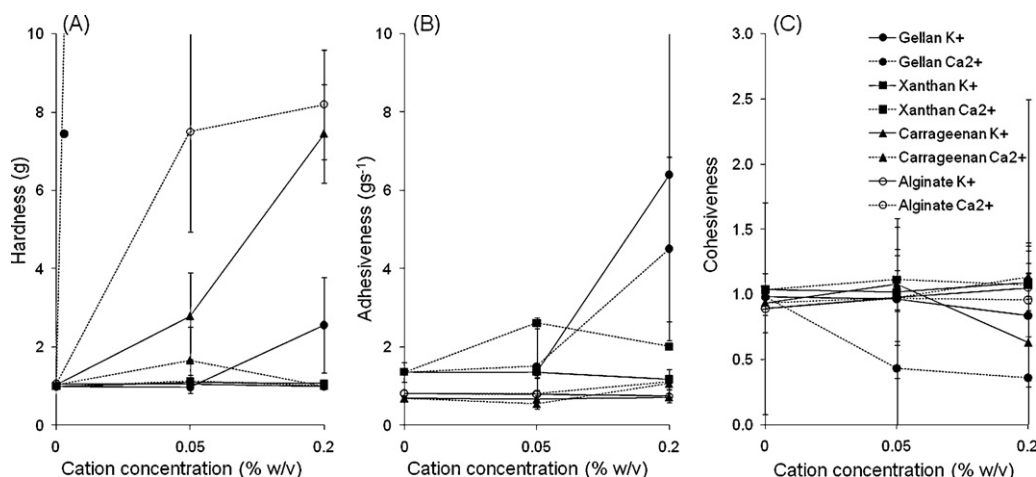 (A)
10
8
6
4
2
0
Hardness (g)
0
0.05
0.2
Cation concentration (% w/v)
(B)
10
8
6
4
2
0
Adhesiveness (gs-1)
0
0.05
0.2
Cation concentration (% w/v)
(C)
3.0
2.5
2.0
1.5
1.0
0.5
0.0
Cohesiveness
0
0.05
0.2
Cation concentration (% w/v)
Gellan K+
Gellan Ca2+
Xanthan K+
Xanthan Ca2+
Carrageenan K+
Carrageenan Ca2+
Alginate K+
Alginate Ca2+